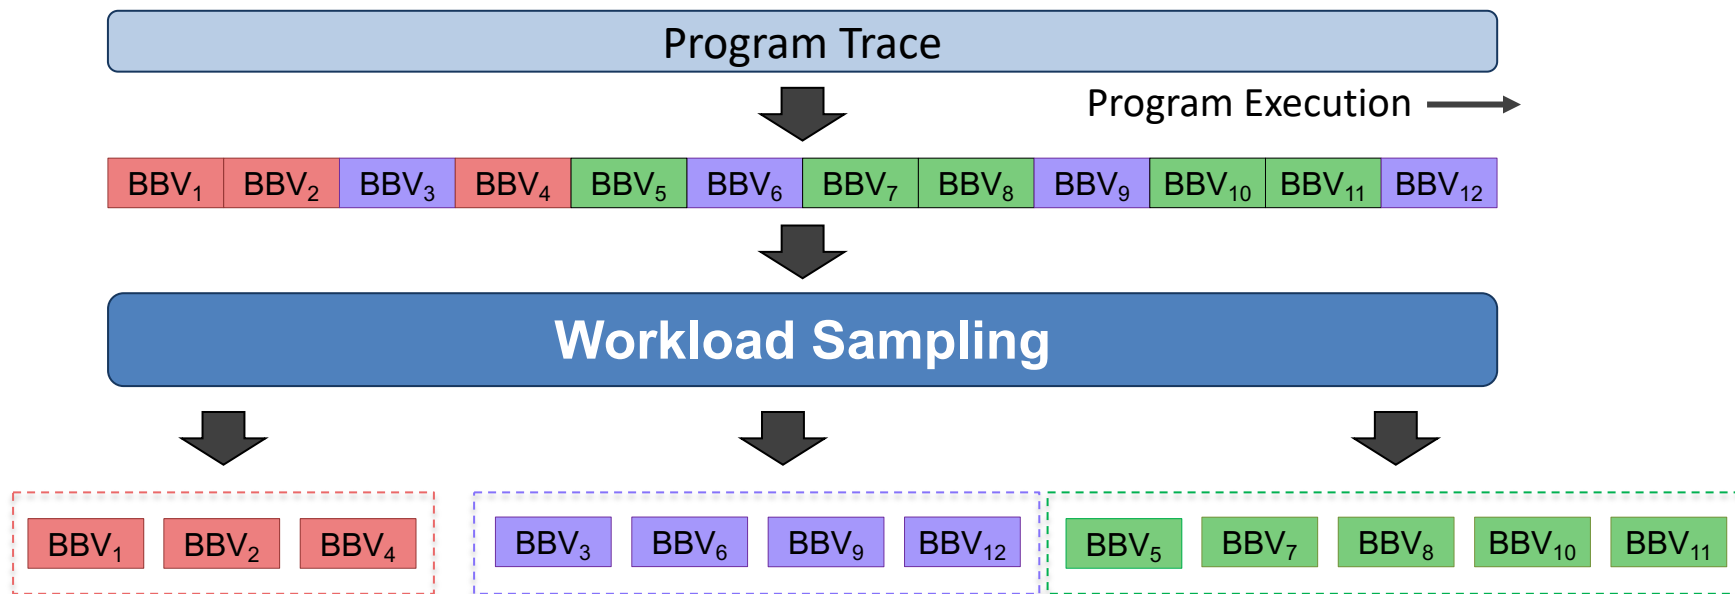 Program Trace
Program Execution
BBV₁ BBV₂ BBV₃ BBV₄ BBV₅ BBV₆ BBV₇ BBV₈ BBV₉ BBV₁₀ BBV₁₁ BBV₁₂
Workload Sampling
BBV₁ BBV₂ BBV₄ BBV₃ BBV₆ BBV₉ BBV₁₂ BBV₅ BBV₇ BBV₈ BBV₁₀ BBV₁₁